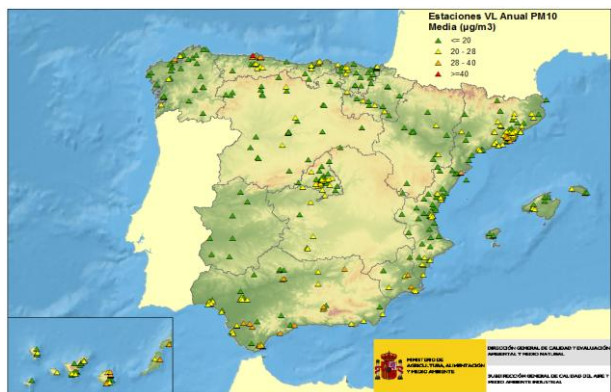 Estaciones VL Anual PM10
Media (µg/m3)
<= 20
20 - 28
28 - 40
>=40
MINISTERIO DE
AGRICULTURA, ALIMENTACIÓN
Y MEDIO AMBIENTE
DIRECCIÓN GENERAL DE CALIDAD Y EVALUACIÓN
AMBIENTAL Y MEDIO NATURAL
SUBDIRECCIÓN GENERAL DE CALIDAD DEL AIRE Y
MEDIO AMBIENTE INDUSTRIAL